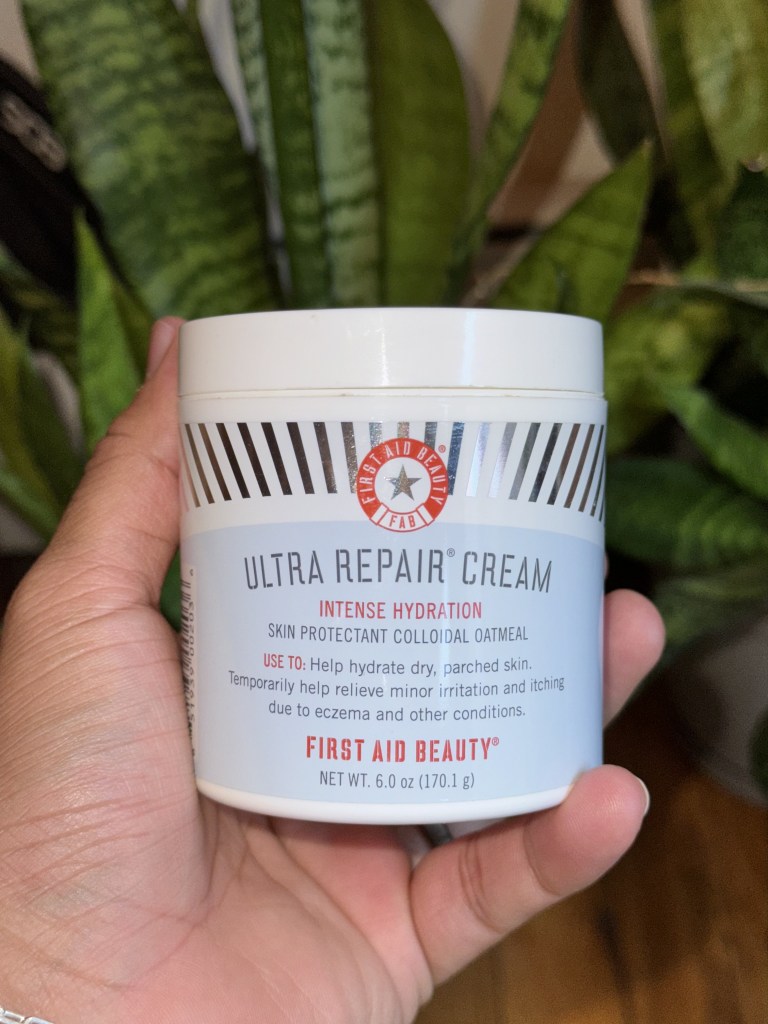 FIRST AID BEAUTY®
FAB
ULTRA REPAIR® CREAM
INTENSE HYDRATION
SKIN PROTECTANT COLLOIDAL OATMEAL
USE TO: Help hydrate dry, parched skin.
Temporarily help relieve minor irritation and itching
due to eczema and other conditions.
FIRST AID BEAUTY®
NET WT. 6.0 oz (170.1 g)